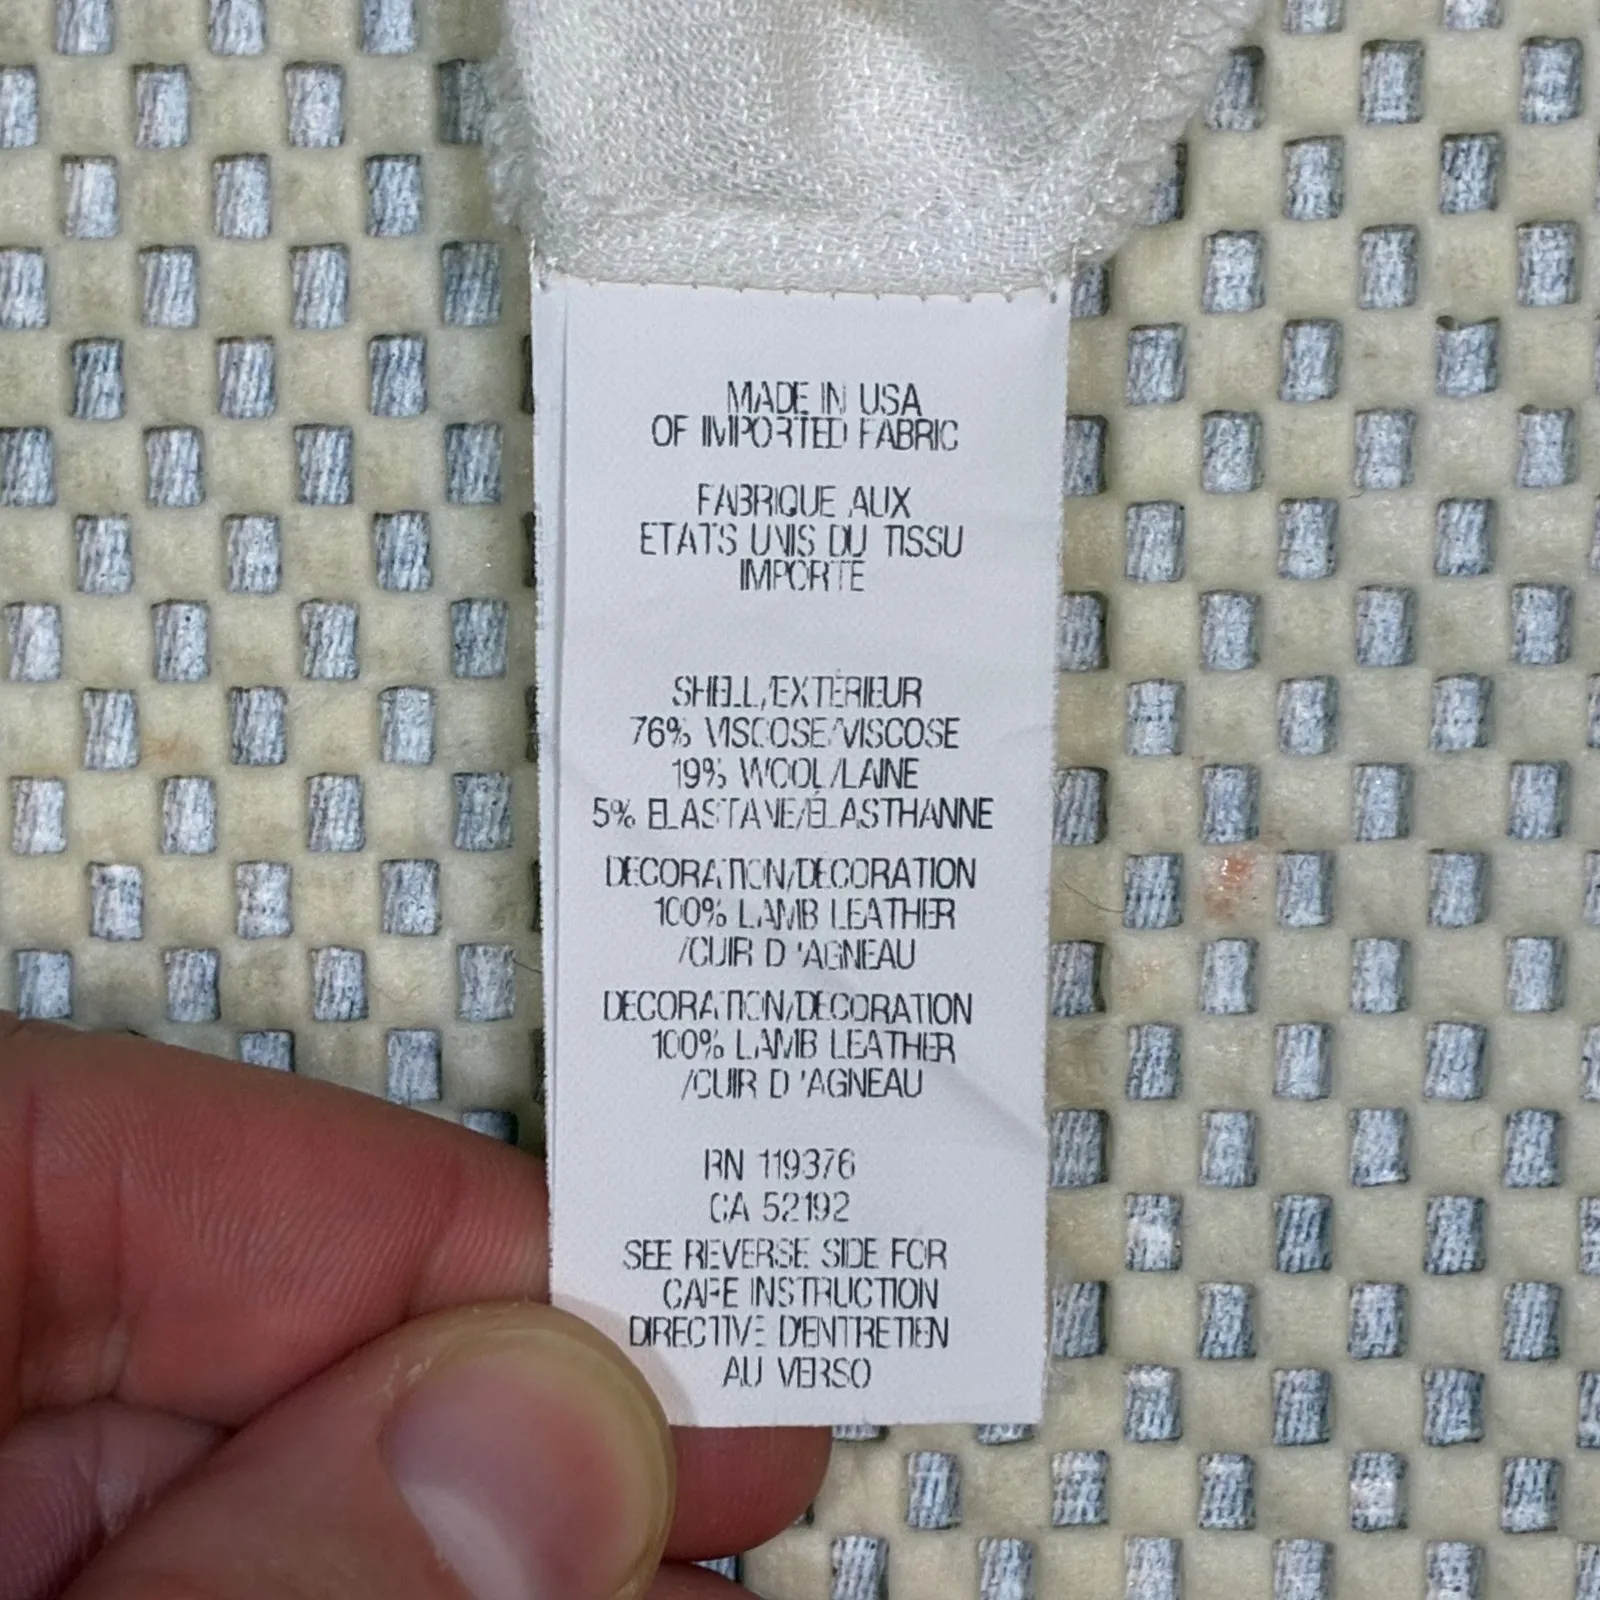 MADE IN USA
OF IMPORTED FABRIC
FABRIQUE AUX
ETATS UNIS DU TISSU
IMPORTE
SHELL/EXTÉRIEUR
76% VISCOSE/VISCOSE
19% WOOL/LAINE
5% ELASTANE/ÉLASTHANNE
DECORATION/DÉCORATION
100% LAMB LEATHER
/CUIR D 'AGNEAU
DECORATION/DÉCORATION
100% LAMB LEATHER
/CUIR D 'AGNEAU
RN 119376
CA 52192
SEE REVERSE SIDE FOR
CARE INSTRUCTION
DIRECTIVE D'ENTRETIEN
AU VERSO